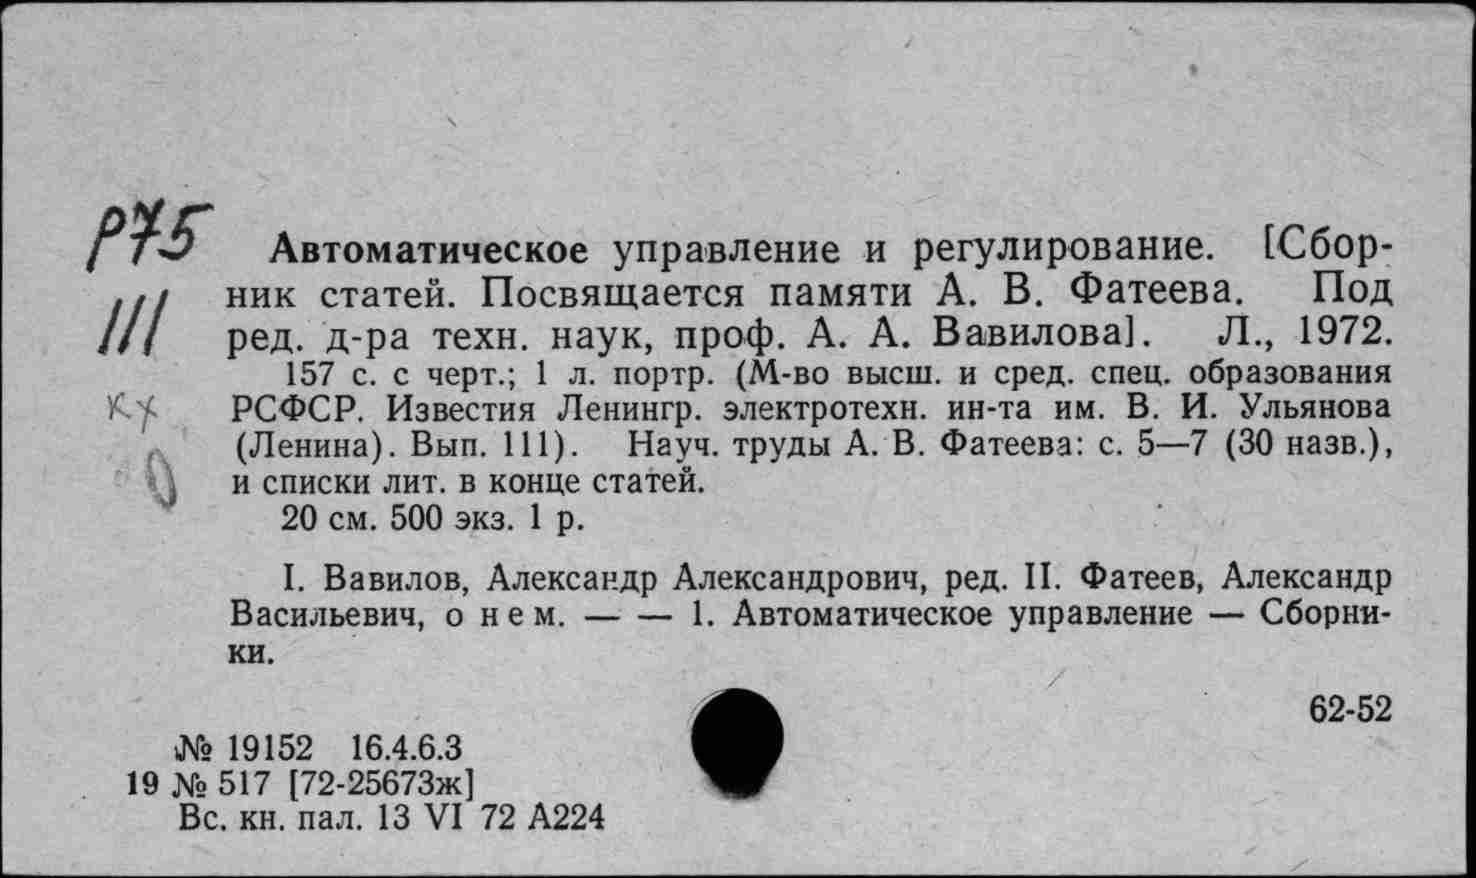 Р75
Автоматическое управление и регулирование. [Сбор-
ник статей. Посвящается памяти А. В. Фатеева. Под
ред. д-ра техн. наук, проф. А. А. Вавилова]. Л., 1972.
111
157 с. с черт.; 1 л. портр. (М-во высш. и сред. спец. образования
РСФСР. Известия Ленингр. электротехн. ин-та им. В. И. Ульянова
(Ленина). Вып. 111). Науч. труды А. В. Фатеева: с. 5—7 (30 назв.),
и списки лит. в конце статей.
20 см. 500 экз. 1 р.
I. Вавилов, Александр Александрович, ред. II. Фатеев, Александр
Васильевич, о нем. — — 1. Автоматическое управление — Сборни-
ки.
62-52
№ 19152 16.4.6.3
19 № 517 [72-25673ж]
Вс. кн. пал. 13 VI 72 А224